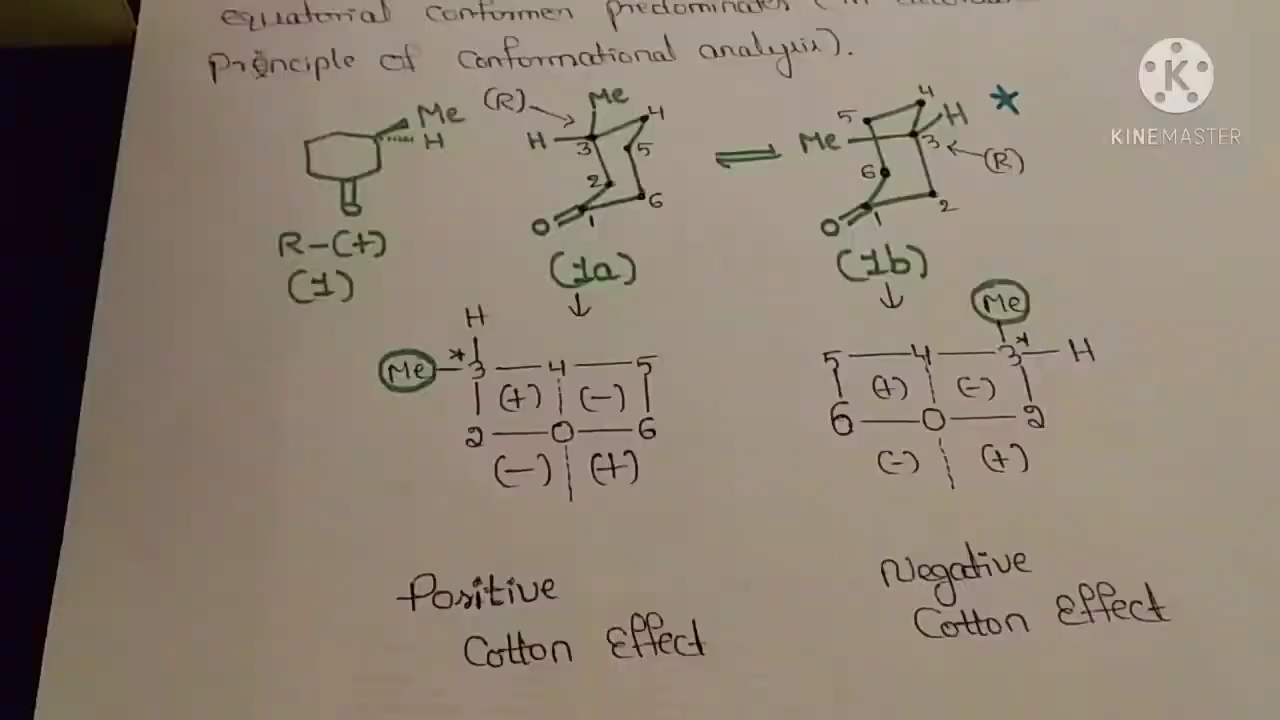 equatorial conformer predominates (in
Principle of conformational analysis).
K
KINEMASTER
Me
H
O
R-(+)
(1)
(R)
Me
H
3
4
5
2
6
1
O
(1a)
⇌
5
4
H
*
Me
3
(R)
6
2
1
O
(1b)
↓
↓
H
Me *3 — 4 — 5
(+) (-)
2 — O — 6
(-) (+)
Me
5 — 4 — 3* — H
(+) (-)
6 — O — 2
(-) (+)
Positive
Cotton Effect
Negative
Cotton Effect